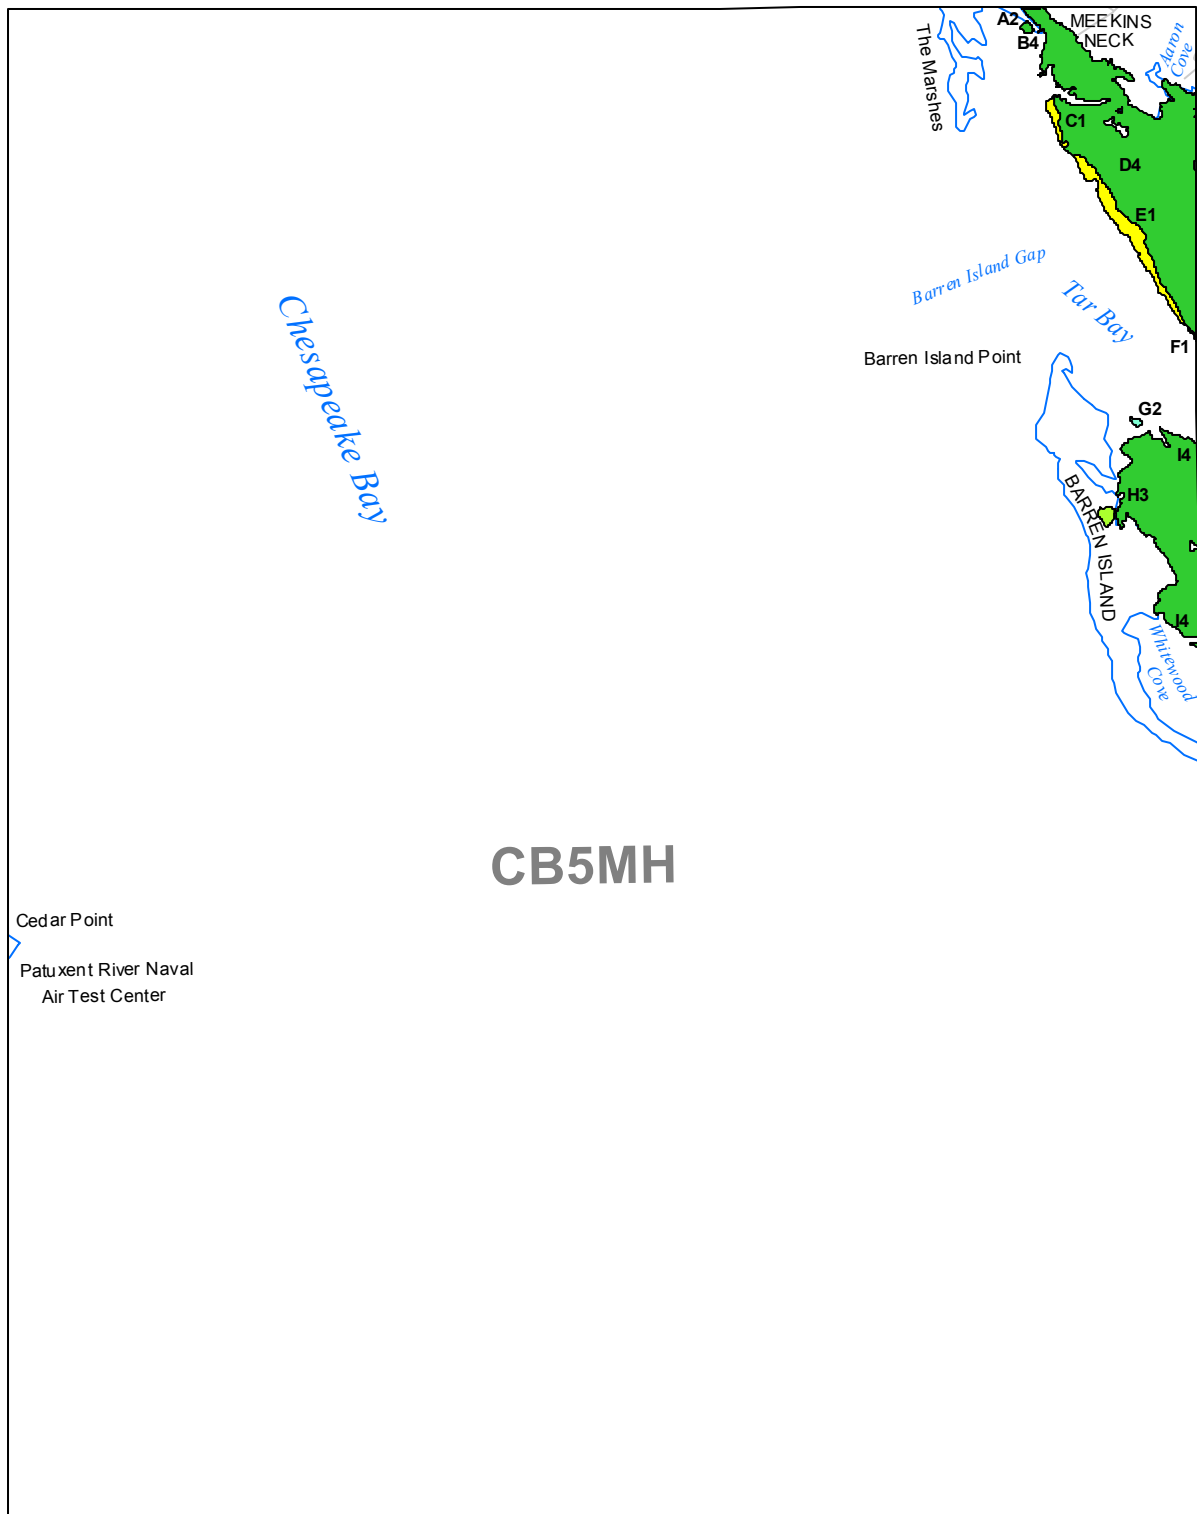 A2
MEEKINS
NECK
B4
The Marshes
Aaron
Cove
C1
D4
E1
Barren Island Gap
Tar Bay
Chesapeake Bay
F1
Barren Island Point
G2
I4
H3
BARREN ISLAND
I4
Whitewood
Cove
CB5MH
Cedar Point
Patuxent River Naval
Air Test Center